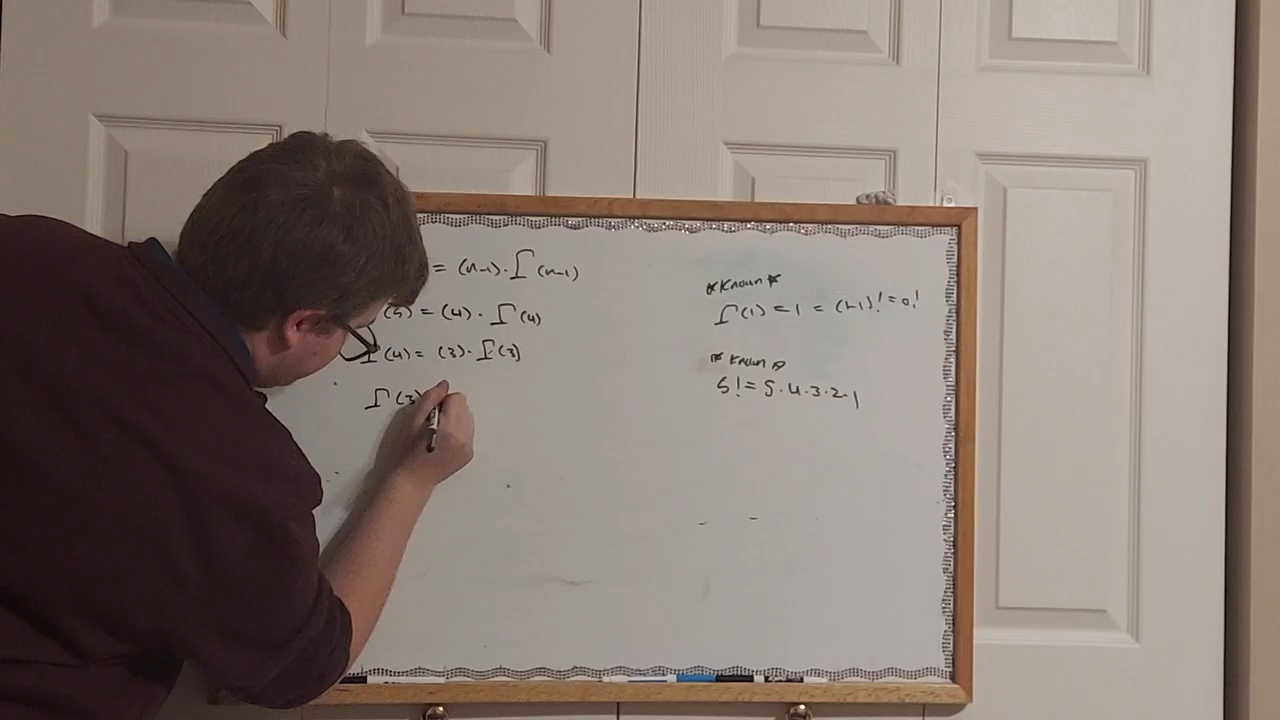 = (n-1)·Γ(n-1)
(5) = (4)·Γ(4)
Γ(4) = (3)·Γ(3)
Γ(3)
*Known*
Γ(1) = 1 = (1-1)! = 0!
*Known*
5! = 5·4·3·2·1